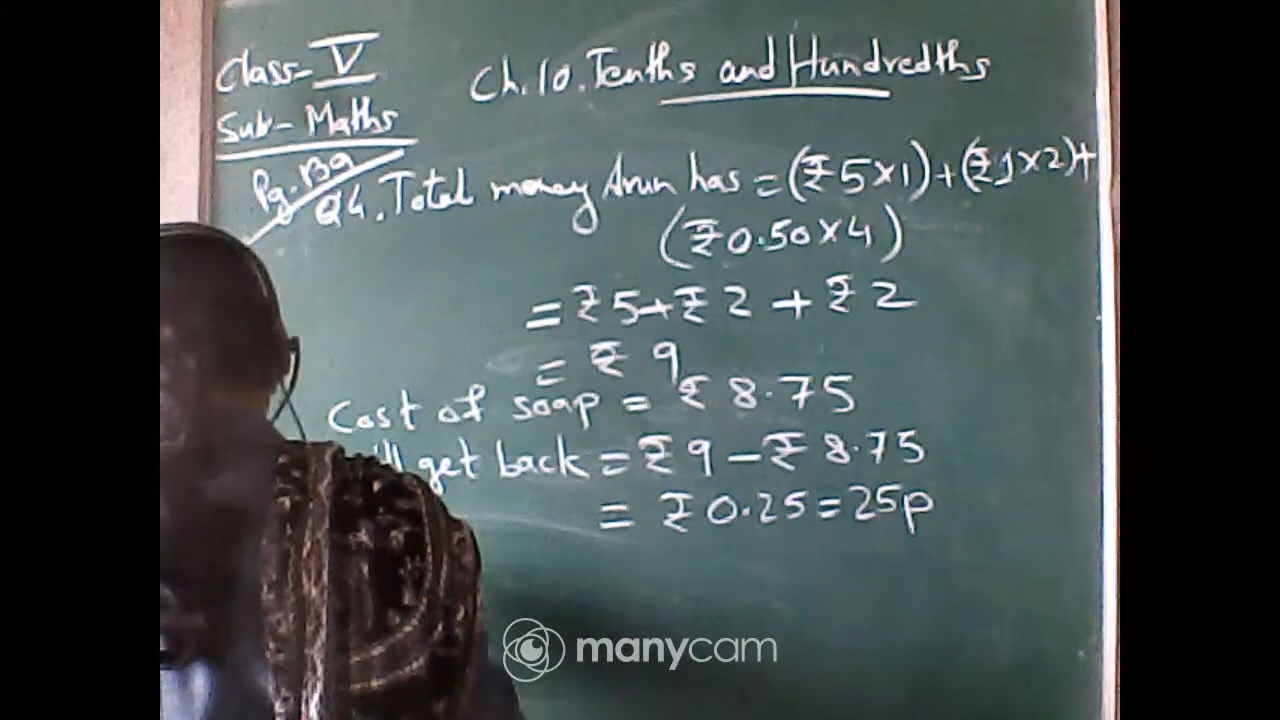 Class- V
Sub- Maths
Ch.10. Tenths and Hundredths
Pg. 139
Q4. Total money Arun has = (₹5×1)+(₹1×2)+
(₹0.50×4)
= ₹5+₹2 + ₹2
= ₹ 9
Cost of soap = ₹ 8.75
'll get back = ₹9 - ₹ 8.75
= ₹0.25 = 25p
manycam